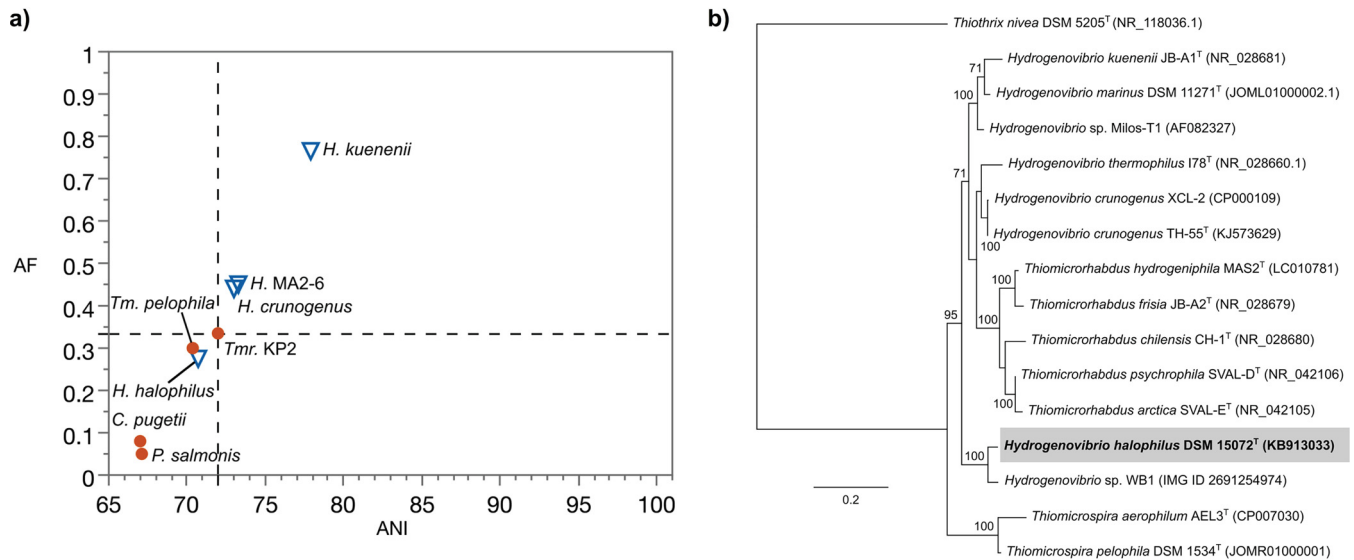 a)
1
0.9
0.8
0.7
0.6
0.5
0.4
0.3
0.2
0.1
0
AF
H. kuenenii
H. MA2-6
H. crunogenus
Tm. pelophila
Tmr. KP2
H. halophilus
C. pugetii
P. salmonis
65 70 75 80 85 90 95 100
ANI
b)
Thiothrix nivea DSM 5205ᵀ (NR_118036.1)
Hydrogenovibrio kuenenii JB-A1ᵀ (NR_028681)
71
Hydrogenovibrio marinus DSM 11271ᵀ (JOML01000002.1)
100
Hydrogenovibrio sp. Milos-T1 (AF082327)
Hydrogenovibrio thermophilus I78ᵀ (NR_028660.1)
71
Hydrogenovibrio crunogenus XCL-2 (CP000109)
Hydrogenovibrio crunogenus TH-55ᵀ (KJ573629)
100
Thiomicrorhabdus hydrogeniphila MAS2ᵀ (LC010781)
100
Thiomicrorhabdus frisia JB-A2ᵀ (NR_028679)
95
100
Thiomicrorhabdus chilensis CH-1ᵀ (NR_028680)
Thiomicrorhabdus psychrophila SVAL-Dᵀ (NR_042106)
100
Thiomicrorhabdus arctica SVAL-Eᵀ (NR_042105)
Hydrogenovibrio halophilus DSM 15072ᵀ (KB913033)
100
Hydrogenovibrio sp. WB1 (IMG ID 2691254974)
0.2
Thiomicrospira aerophilum AEL3ᵀ (CP007030)
100
Thiomicrospira pelophila DSM 1534ᵀ (JOMR01000001)